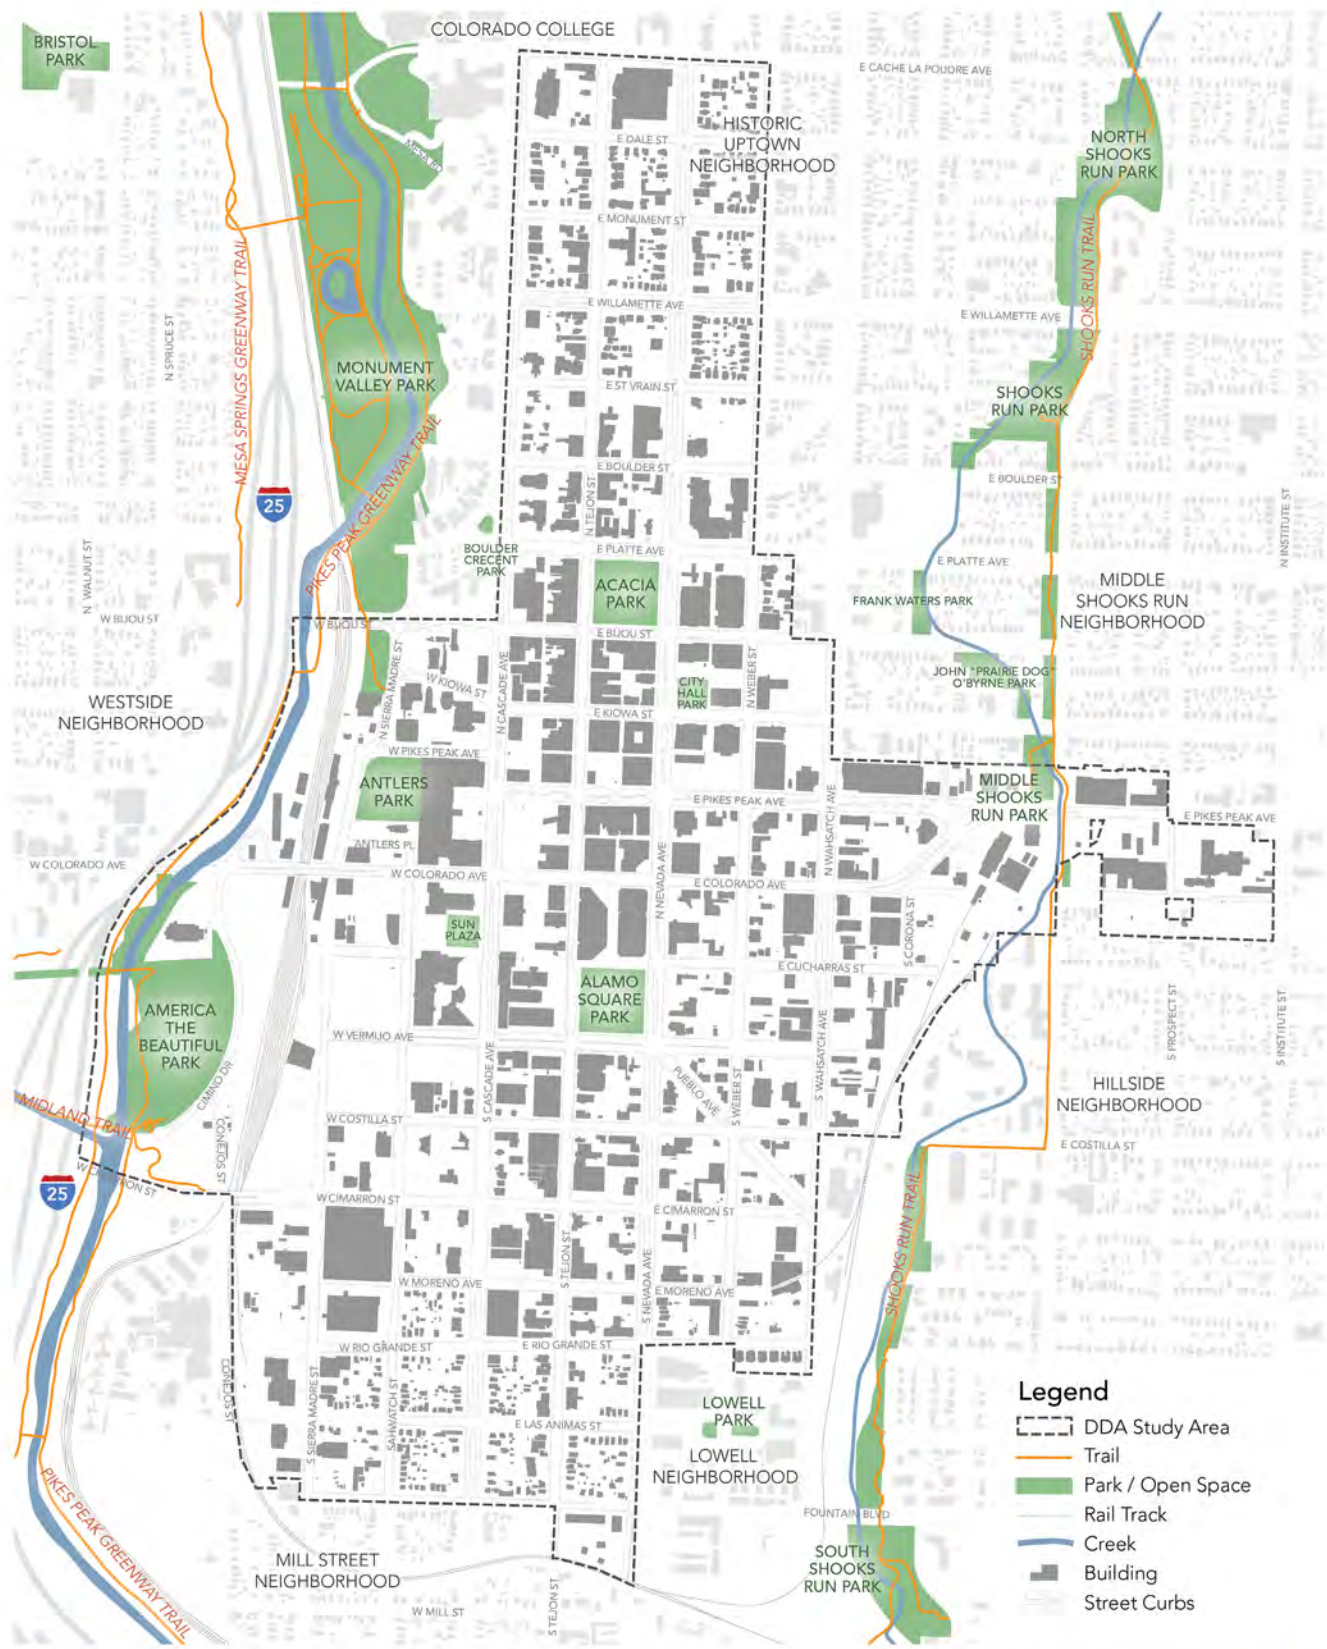 COLORADO COLLEGE
BRISTOL
PARK
E CACHE LA POUDRE AVE
HISTORIC
UPTOWN
NEIGHBORHOOD
E DALE ST
MESA RD
NORTH
SHOOKS
RUN PARK
E MONUMENT ST
SHOOKS RUN TRAIL
MESA SPRINGS GREENWAY TRAIL
E WILLAMETTE AVE
E WILLAMETTE AVE
N SPRUCE ST
MONUMENT
VALLEY PARK
E ST VRAIN ST
SHOOKS
RUN PARK
PIKES PEAK GREENWAY TRAIL
E BOULDER ST
E BOULDER ST
25
N TEJON ST
N INSTITUTE ST
BOULDER
CRECENT
PARK
E PLATTE AVE
E PLATTE AVE
N WALNUT ST
ACACIA
PARK
FRANK WATERS PARK
MIDDLE
SHOOKS RUN
NEIGHBORHOOD
W BIJOU ST
W BIJOU ST
E BIJOU ST
N SIERRA MADRE ST
W KIOWA ST
N CASCADE AVE
CITY
HALL
PARK
N WEBER ST
JOHN "PRAIRIE DOG"
O'BYRNE PARK
WESTSIDE
NEIGHBORHOOD
E KIOWA ST
W PIKES PEAK AVE
ANTLERS
PARK
E PIKES PEAK AVE
MIDDLE
SHOOKS
RUN PARK
E PIKES PEAK AVE
N WAHSATCH AVE
ANTLERS PL
W COLORADO AVE
W COLORADO AVE
E COLORADO AVE
N NEVADA AVE
SUN
PLAZA
S CORONA ST
E CUCHARRAS ST
ALAMO
SQUARE
PARK
AMERICA
THE
BEAUTIFUL
PARK
S PROSPECT ST
S INSTITUTE ST
W VERMIJO AVE
CIMINO DR
S CASCADE AVE
PUEBLO AVE
S WEBER ST
S WAHSATCH AVE
HILLSIDE
NEIGHBORHOOD
MIDLAND TRAIL
W COSTILLA ST
E COSTILLA ST
CONEJOS ST
W CIMARRON ST
25
W CIMARRON ST
E CIMARRON ST
SHOOKS RUN TRAIL
S TEJON ST
S NEVADA AVE
W MORENO AVE
E MORENO AVE
W RIO GRANDE ST
E RIO GRANDE ST
CONEJOS ST
S SIERRA MADRE ST
SAHWATCH ST
E LAS ANIMAS ST
LOWELL
PARK
LOWELL
NEIGHBORHOOD
PIKES PEAK GREENWAY TRAIL
FOUNTAIN BLVD
SOUTH
SHOOKS
RUN PARK
MILL STREET
NEIGHBORHOOD
W MILL ST
S TEJON ST
Legend
DDA Study Area
Trail
Park / Open Space
Rail Track
Creek
Building
Street Curbs